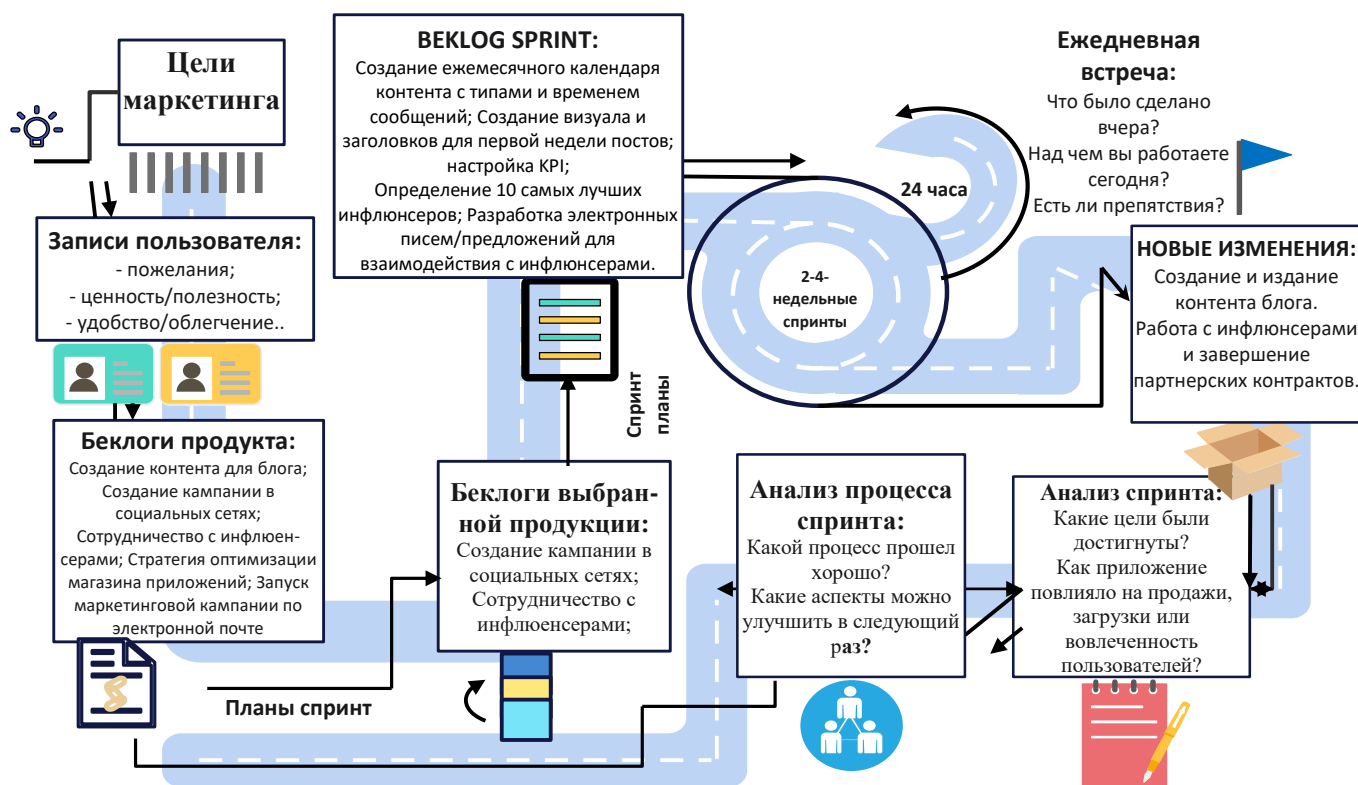 Цели
маркетинга
Записи пользователя:
- пожелания;
- ценность/полезность;
- удобство/облегчение..
Беклоги продукта:
Создание контента для блога;
Создание кампании в
социальных сетях;
Сотрудничество с инфлюен-
серами; Стратегия оптимизации
магазина приложений; Запуск
маркетинговой кампании по
электронной почте
Планы спринт
Беклоги выбран-
ной продукции:
Создание кампании в
социальных сетях;
Сотрудничество с
инфлюенсерами;
Спринт
планы
BEKLOG SPRINT:
Создание ежемесячного календаря
контента с типами и временем
сообщений; Создание визуала и
заголовков для первой недели постов;
настройка KPI;
Определение 10 самых лучших
инфлюнсеров; Разработка электронных
писем/предложений для
взаимодействия с инфлюнсерами.
2-4-
недельные
спринты
24 часа
Ежедневная
встреча:
Что было сделано
вчера?
Над чем вы работаете
сегодня?
Есть ли препятствия?
НОВЫЕ ИЗМЕНЕНИЯ:
Создание и издание
контента блога.
Работа с инфлюнсерами
и завершение
партнерских контрактов.
Анализ спринта:
Какие цели были
достигнуты?
Как приложение
повлияло на продажи,
загрузки или
вовлеченность
пользователей?
Анализ процесса
спринта:
Какой процесс прошел
хорошо?
Какие аспекты можно
улучшить в следующий
раз?